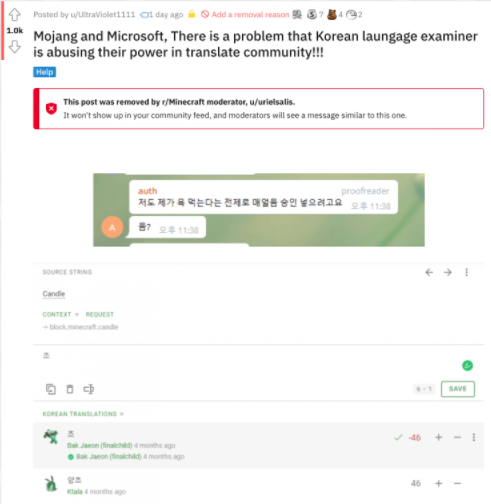 Posted by u/UltraViolet1111 1 day ago Add a removal reason 7 4 2
1.0k
Mojang and Microsoft, There is a problem that Korean laungage examiner
is abusing their power in translate community!!!
Help
This post was removed by r/Minecraft moderator, u/urielsalis.
It won't show up in your community feed, and moderators will see a message similar to this one.
auth proofreader
저도 제가 욕 먹는다는 전제로 매얼음 승인 넣으려고요 오후 11:38
A
음? 오후 11:38
SOURCE STRING
Candle
CONTEXT REQUEST
→ block.minecraft.candle
초
SAVE
KOREAN TRANSLATIONS
초 -46
Bak Jaeon (finalchild) 4 months ago
Bak Jaeon (finalchild) 4 months ago
양초 46
Ktala 4 months ago